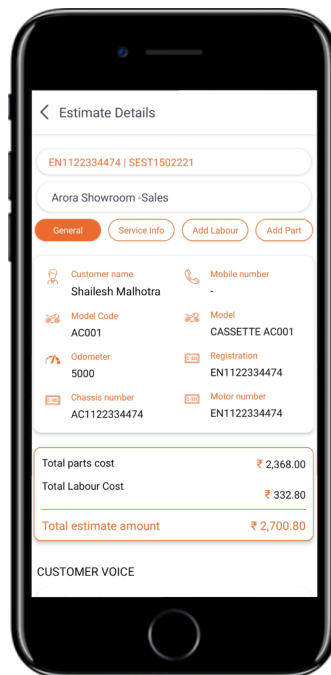 Estimate Details
EN1122334474 | SEST1502221
Arora Showroom -Sales
General Service Info Add Labour Add Part
Customer name Mobile number
Shailesh Malhotra -
Model Code Model
AC001 CASSETTE AC001
Odometer Registration
5000 EN1122334474
Chassis number Motor number
AC1122334474 EN1122334474
Total parts cost ₹ 2,368.00
Total Labour Cost ₹ 332.80
Total estimate amount ₹ 2,700.80
CUSTOMER VOICE